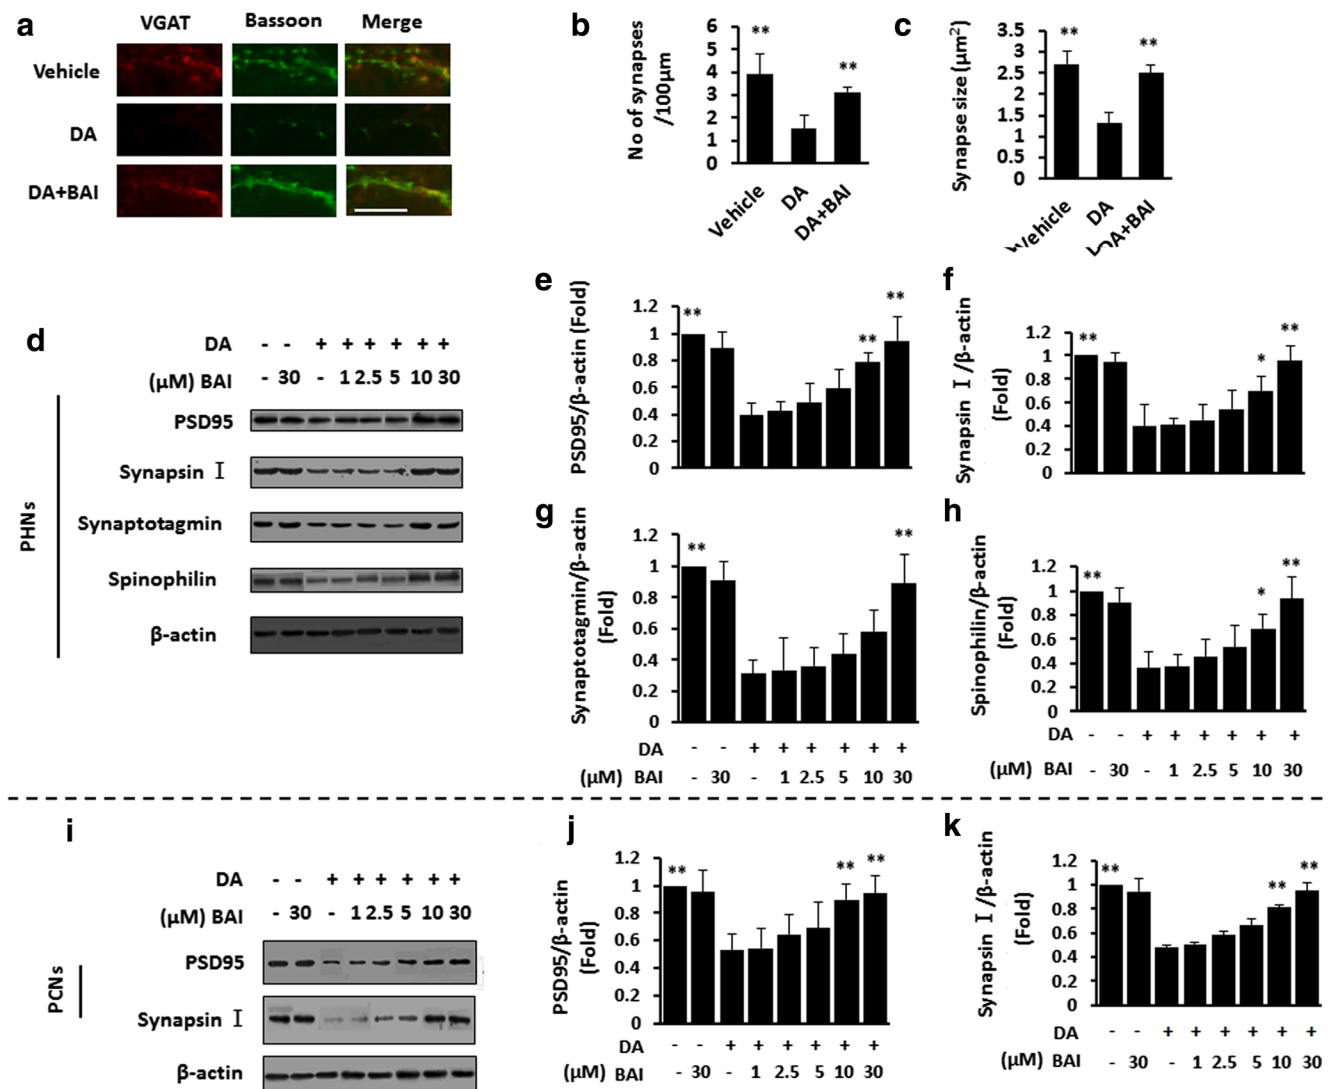 a
VGAT Bassoon Merge
Vehicle
DA
DA+BAI
b
No of synapses
/100μm
6
5
4
3
2
1
0
** **
Vehicle DA DA+BAI
c
Synapse size (μm²)
3.5
3
2.5
2
1.5
1
0.5
0
** **
Vehicle DA DA+BAI
d
DA - - + + + + + +
(μM) BAI - 30 - 1 2.5 5 10 30
PHNs
PSD95
Synapsin Ⅰ
Synaptotagmin
Spinophilin
β-actin
e
PSD95/β-actin (Fold)
1.2
1
0.8
0.6
0.4
0.2
0
** ** **
f
Synapsin Ⅰ/β-actin
(Fold)
1.2
1
0.8
0.6
0.4
0.2
0
** * **
g
Synaptotagmin/β-actin
(Fold)
1.2
1
0.8
0.6
0.4
0.2
0
** **
DA - - + + + + + +
(μM) BAI - 30 - 1 2.5 5 10 30
h
Spinophilin/β-actin
(Fold)
1.2
1
0.8
0.6
0.4
0.2
0
** * **
DA - - + + + + + +
(μM) BAI - 30 - 1 2.5 5 10 30
i
DA - - + + + + + +
(μM) BAI - 30 - 1 2.5 5 10 30
PCNs
PSD95
Synapsin Ⅰ
β-actin
j
PSD95/β-actin
(Fold)
1.2
1
0.8
0.6
0.4
0.2
0
** ** **
DA - - + + + + + +
(μM) BAI - 30 - 1 2.5 5 10 30
k
Synapsin Ⅰ/β-actin
(Fold)
1.2
1
0.8
0.6
0.4
0.2
0
** ** **
DA - - + + + + + +
(μM) BAI - 30 - 1 2.5 5 10 30